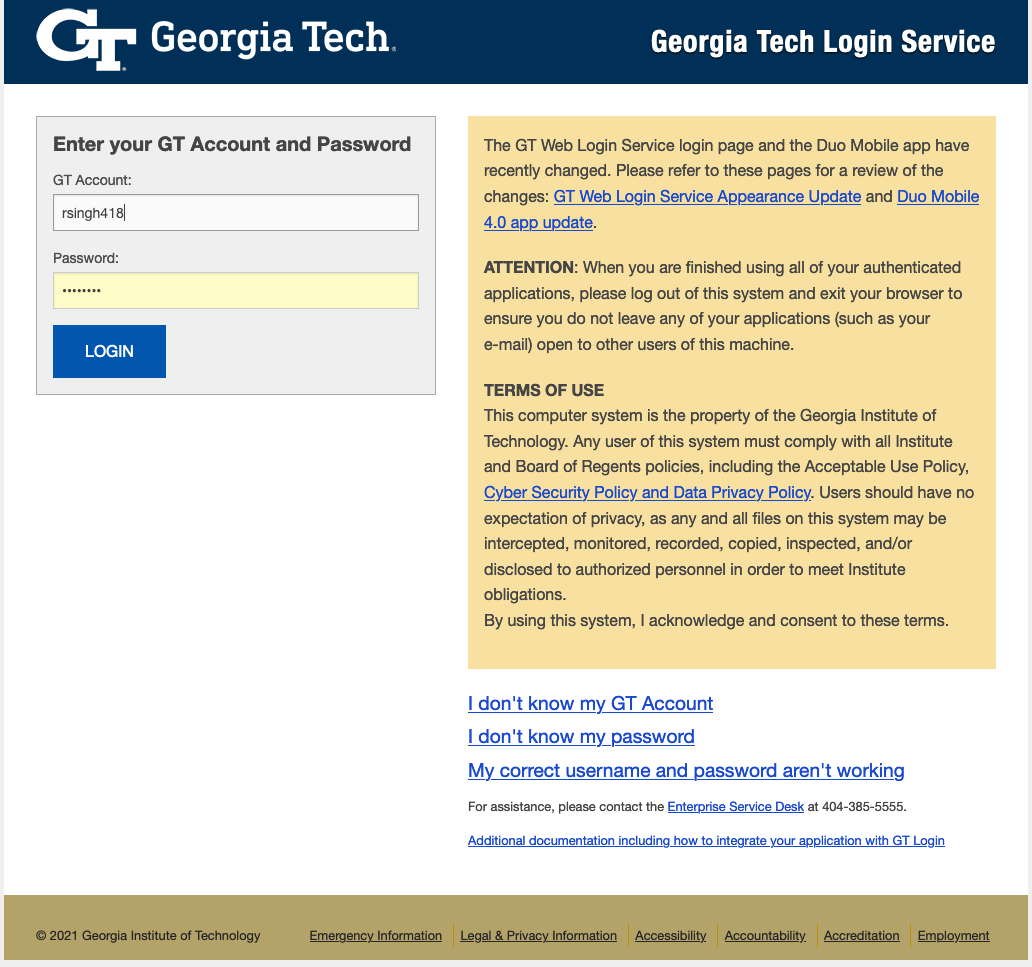 GT Georgia Tech
Georgia Tech Login Service
Enter your GT Account and Password
GT Account:
rsingh418
Password:
••••••••
LOGIN
The GT Web Login Service login page and the Duo Mobile app have
recently changed. Please refer to these pages for a review of the
changes: GT Web Login Service Appearance Update and Duo Mobile
4.0 app update.
ATTENTION: When you are finished using all of your authenticated
applications, please log out of this system and exit your browser to
ensure you do not leave any of your applications (such as your
e-mail) open to other users of this machine.
TERMS OF USE
This computer system is the property of the Georgia Institute of
Technology. Any user of this system must comply with all Institute
and Board of Regents policies, including the Acceptable Use Policy,
Cyber Security Policy and Data Privacy Policy. Users should have no
expectation of privacy, as any and all files on this system may be
intercepted, monitored, recorded, copied, inspected, and/or
disclosed to authorized personnel in order to meet Institute
obligations.
By using this system, I acknowledge and consent to these terms.
I don't know my GT Account
I don't know my password
My correct username and password aren't working
For assistance, please contact the Enterprise Service Desk at 404-385-5555.
Additional documentation including how to integrate your application with GT Login
© 2021 Georgia Institute of Technology
Emergency Information
Legal & Privacy Information
Accessibility
Accountability
Accreditation
Employment